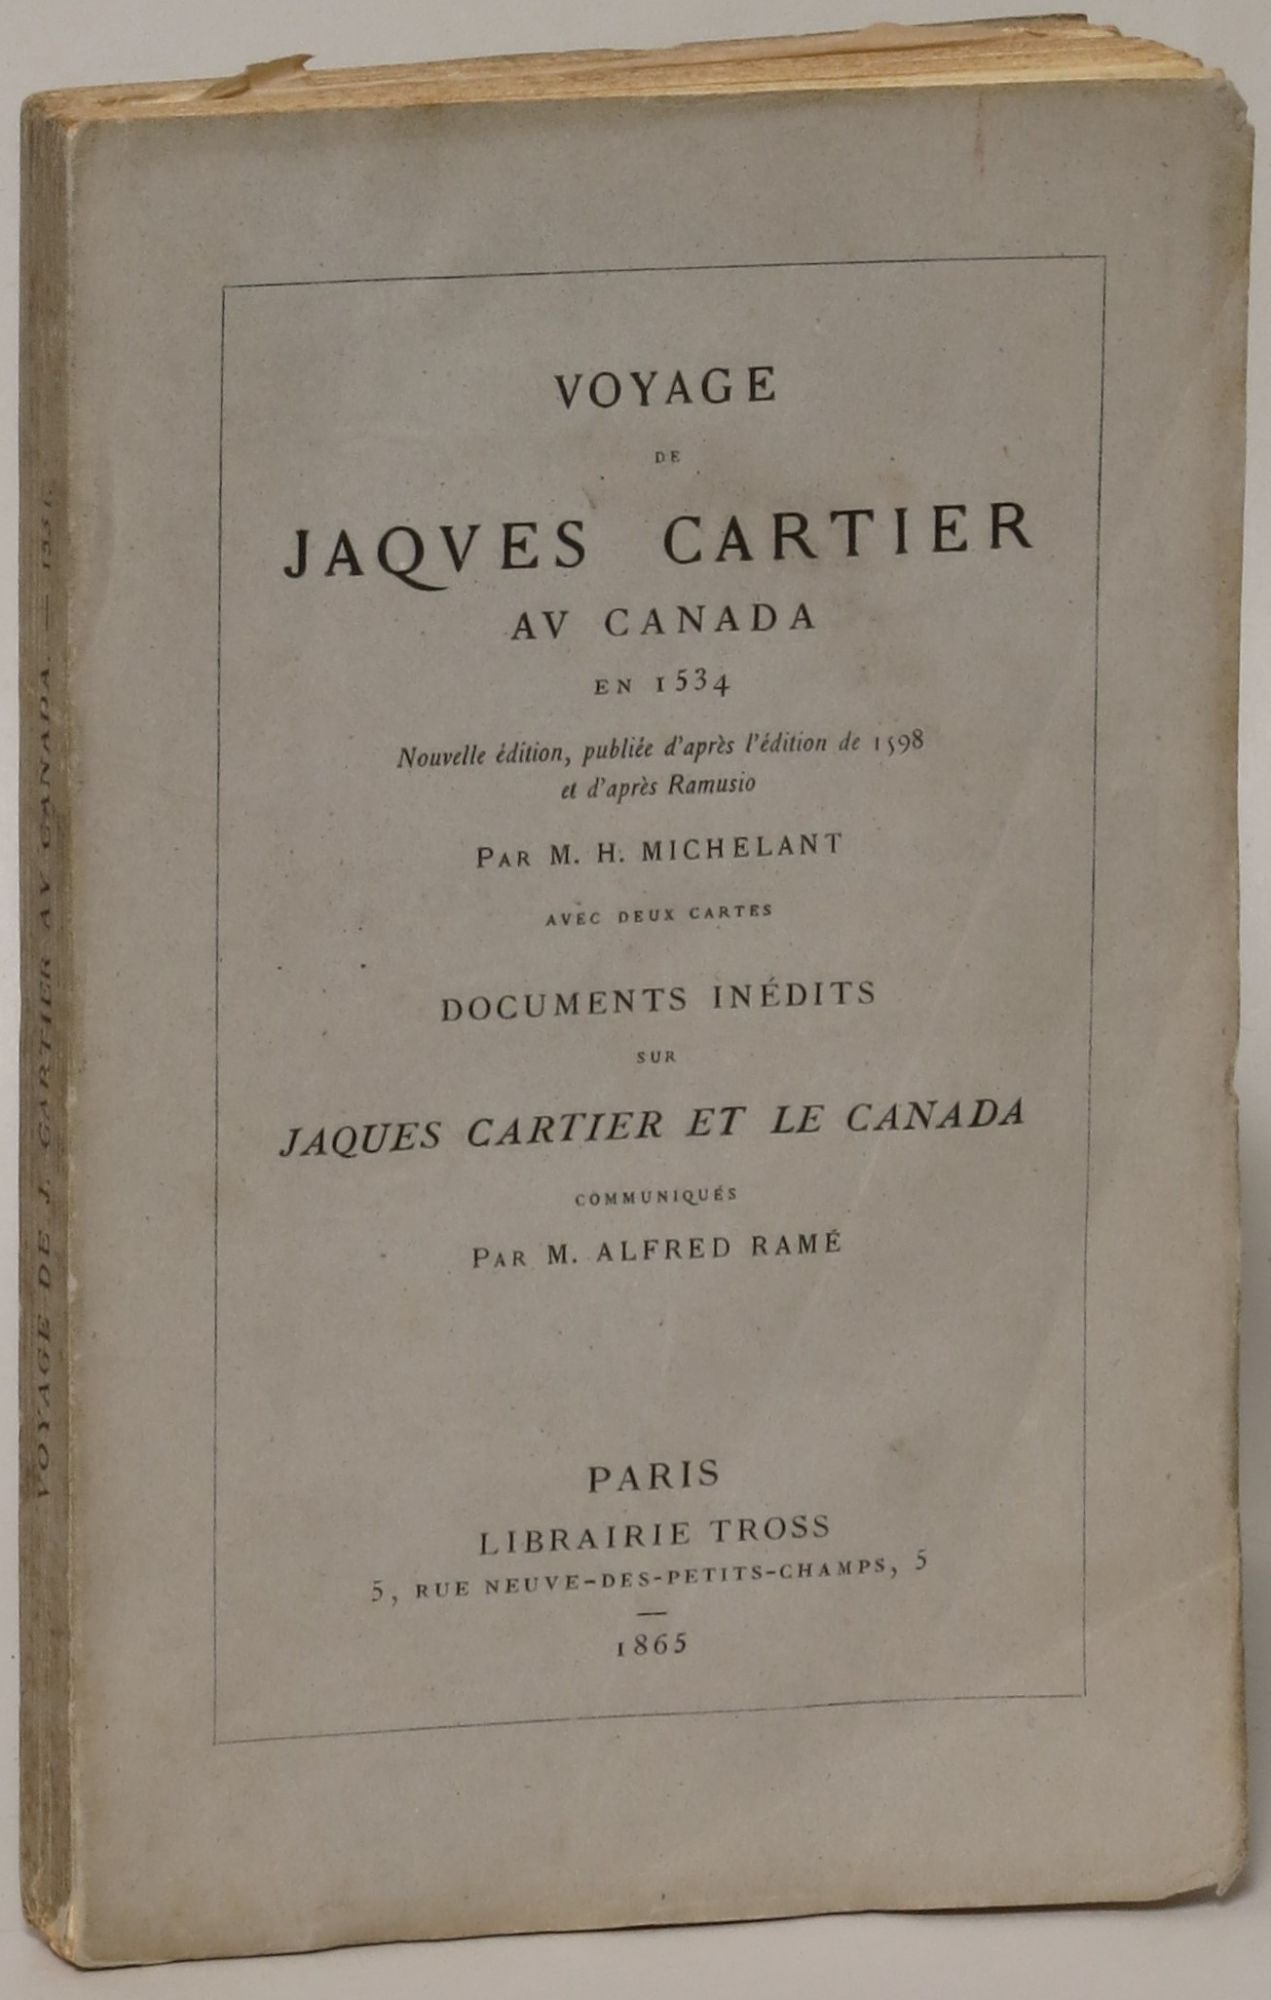 VOYAGE
DE
JAQVES CARTIER
AV CANADA
EN 1534
Nouvelle édition, publiée d'après l'édition de 1598
et d'après Ramusio
PAR M. H. MICHELANT
AVEC DEUX CARTES
DOCUMENTS INÉDITS
SUR
JAQUES CARTIER ET LE CANADA
COMMUNIQUÉS
PAR M. ALFRED RAMÉ
PARIS
LIBRAIRIE TROSS
5, RUE NEUVE-DES-PETITS-CHAMPS, 5
1865
VOYAGE DE J. CARTIER AV CANADA. — 1534.